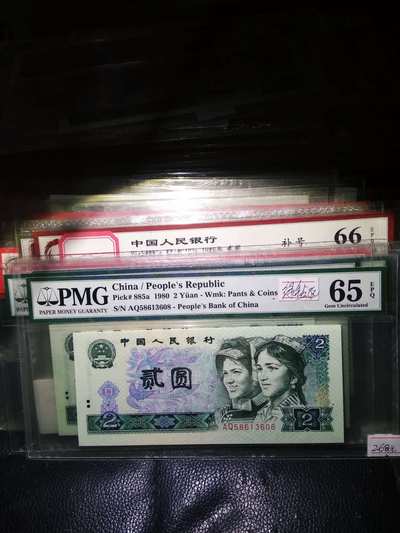 中国人民银行
补号
66
PMG
PAPER MONEY GUARANTY
China / People's Republic
Pick# 885a 1980 2 Yüan - Wmk: Pants & Coins
S/N AQ58613608 - People's Bank of China
65
EPQ
Gem Uncirculated
中国人民银行
2
贰圆
2
AQ58613608
2